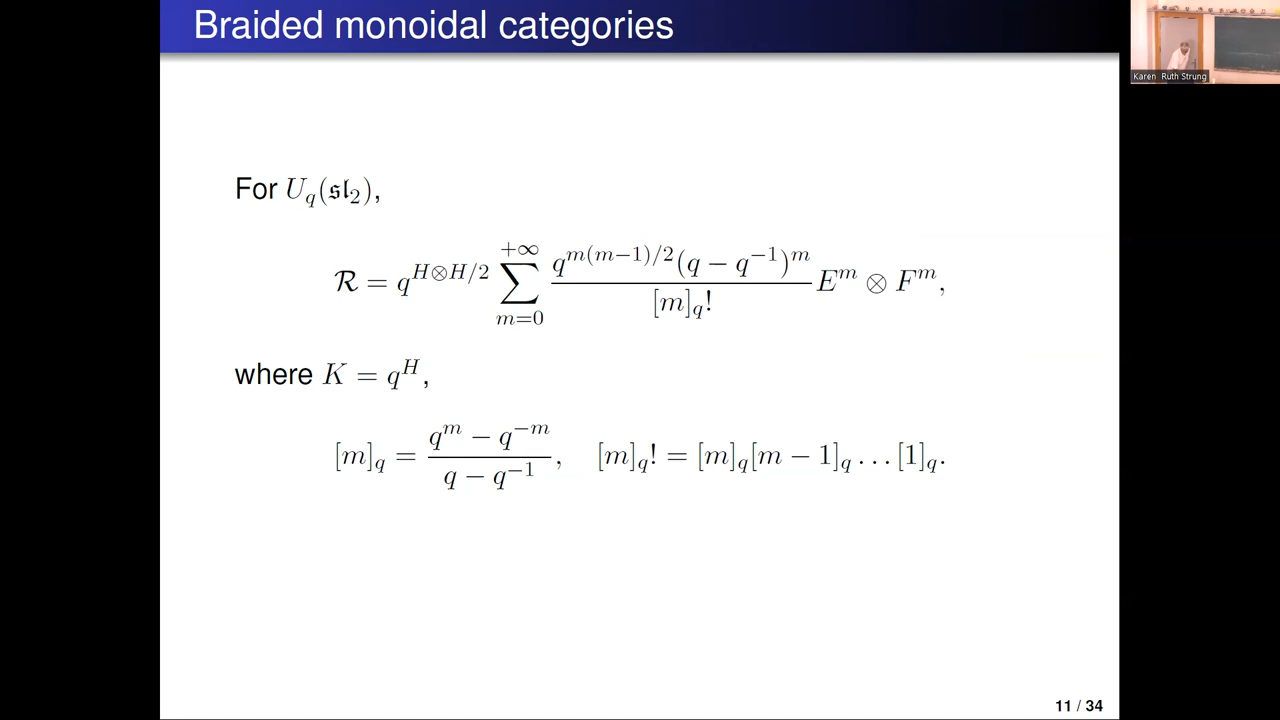 Braided monoidal categories
Karen Ruth Strung
For $U_q(\mathfrak{sl}_2)$,
$\mathcal{R} = q^{H \otimes H/2} \sum_{m=0}^{+\infty} \frac{q^{m(m-1)/2}(q - q^{-1})^m}{[m]_q!} E^m \otimes F^m,$
where $K = q^H$,
$[m]_q = \frac{q^m - q^{-m}}{q - q^{-1}}, \quad [m]_q! = [m]_q[m-1]_q \ldots [1]_q.$
11 / 34